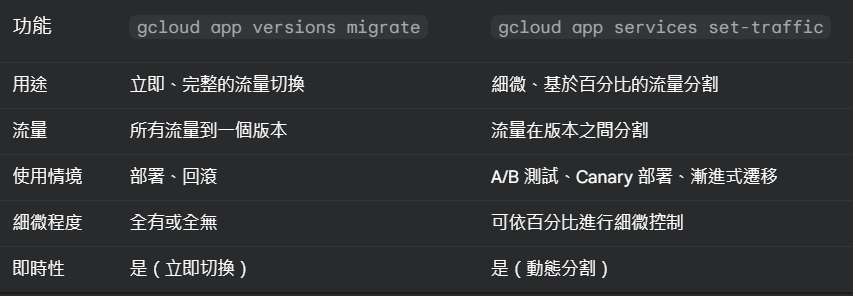 功能 gcloud app versions migrate gcloud app services set-traffic
用途 立即、完整的流量切換 細微、基於百分比的流量分割
流量 所有流量到一個版本 流量在版本之間分割
使用情境 部署、回滾 A/B 測試、Canary 部署、漸進式遷移
細微程度 全有或全無 可依百分比進行細微控制
即時性 是 ( 立即切換 ) 是 ( 動態分割 )